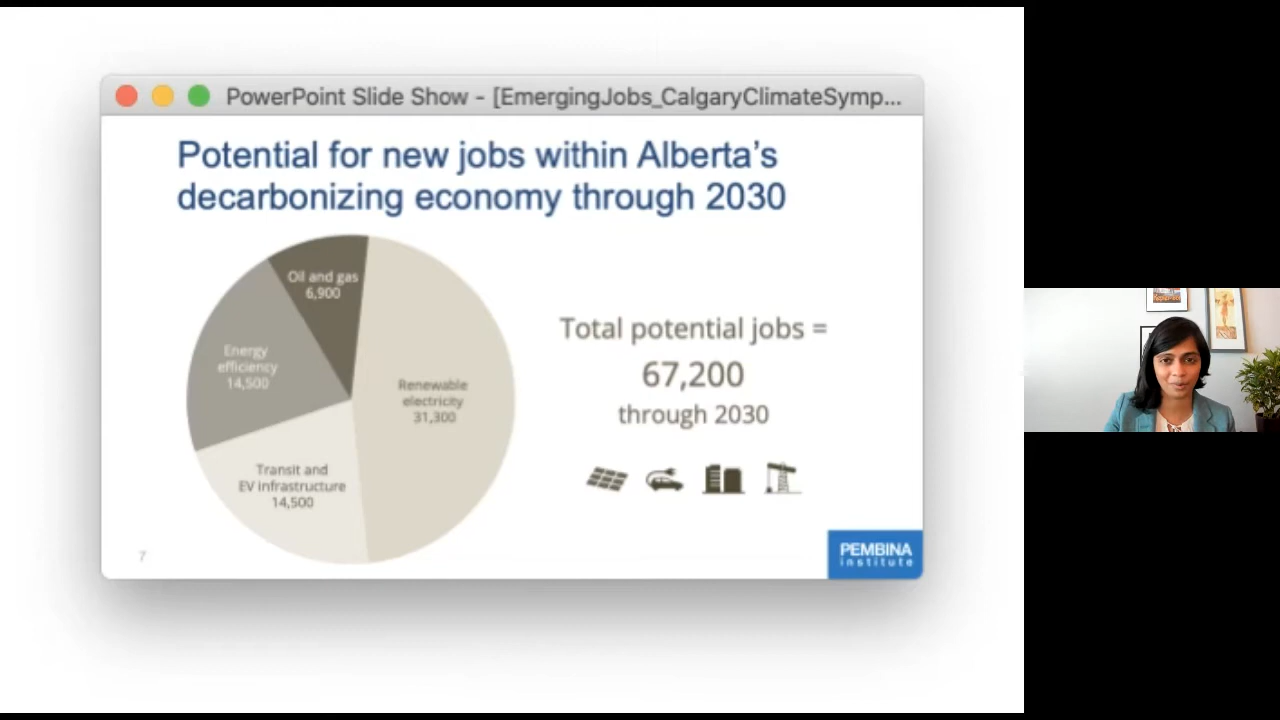 PowerPoint Slide Show - [EmergingJobs_CalgaryClimateSymp...
Potential for new jobs within Alberta's
decarbonizing economy through 2030
Oil and gas
6,900
Energy
efficiency
14,500
Renewable
electricity
31,300
Transit and
EV infrastructure
14,500
Total potential jobs =
67,200
through 2030
7
PEMBINA
institute